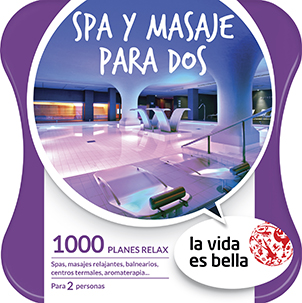 SPA Y MASAJE
PARA DOS
1000 PLANES RELAX
Spas, masajes relajantes, balnearios,
centros termales, aromaterapia...
Para 2 personas
la vida
es bella